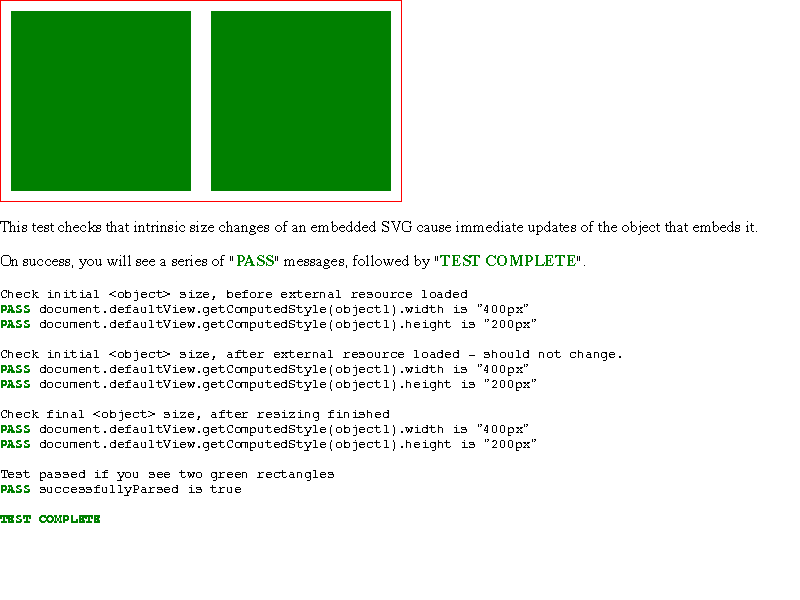 This test checks that intrinsic size changes of an embedded SVG cause immediate updates of the object that embeds it.
On success, you will see a series of "PASS" messages, followed by "TEST COMPLETE".
Check initial <object> size, before external resource loaded
PASS document.defaultView.getComputedStyle(object1).width is "400px"
PASS document.defaultView.getComputedStyle(object1).height is "200px"
Check initial <object> size, after external resource loaded - should not change.
PASS document.defaultView.getComputedStyle(object1).width is "400px"
PASS document.defaultView.getComputedStyle(object1).height is "200px"
Check final <object> size, after resizing finished
PASS document.defaultView.getComputedStyle(object1).width is "400px"
PASS document.defaultView.getComputedStyle(object1).height is "200px"
Test passed if you see two green rectangles
PASS successfullyParsed is true
TEST COMPLETE